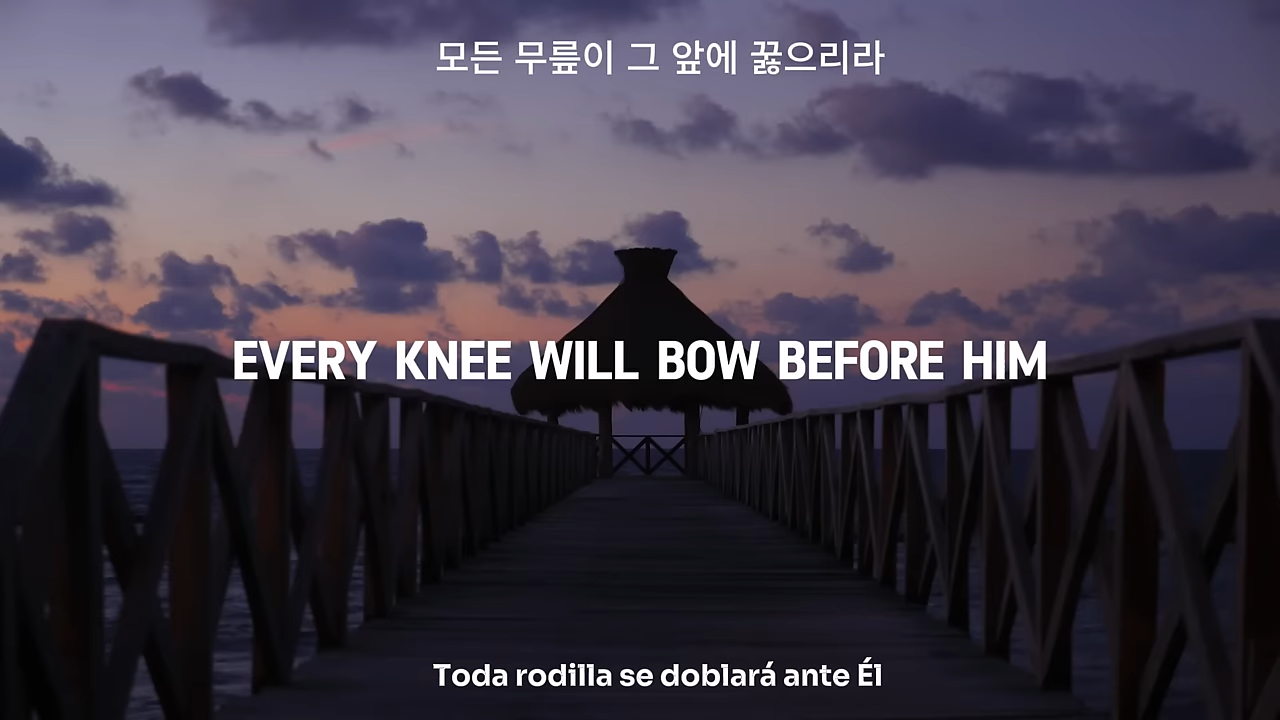 모든 무릎이 그 앞에 꿇으리라
EVERY KNEE WILL BOW BEFORE HIM
Toda rodilla se doblará ante Él